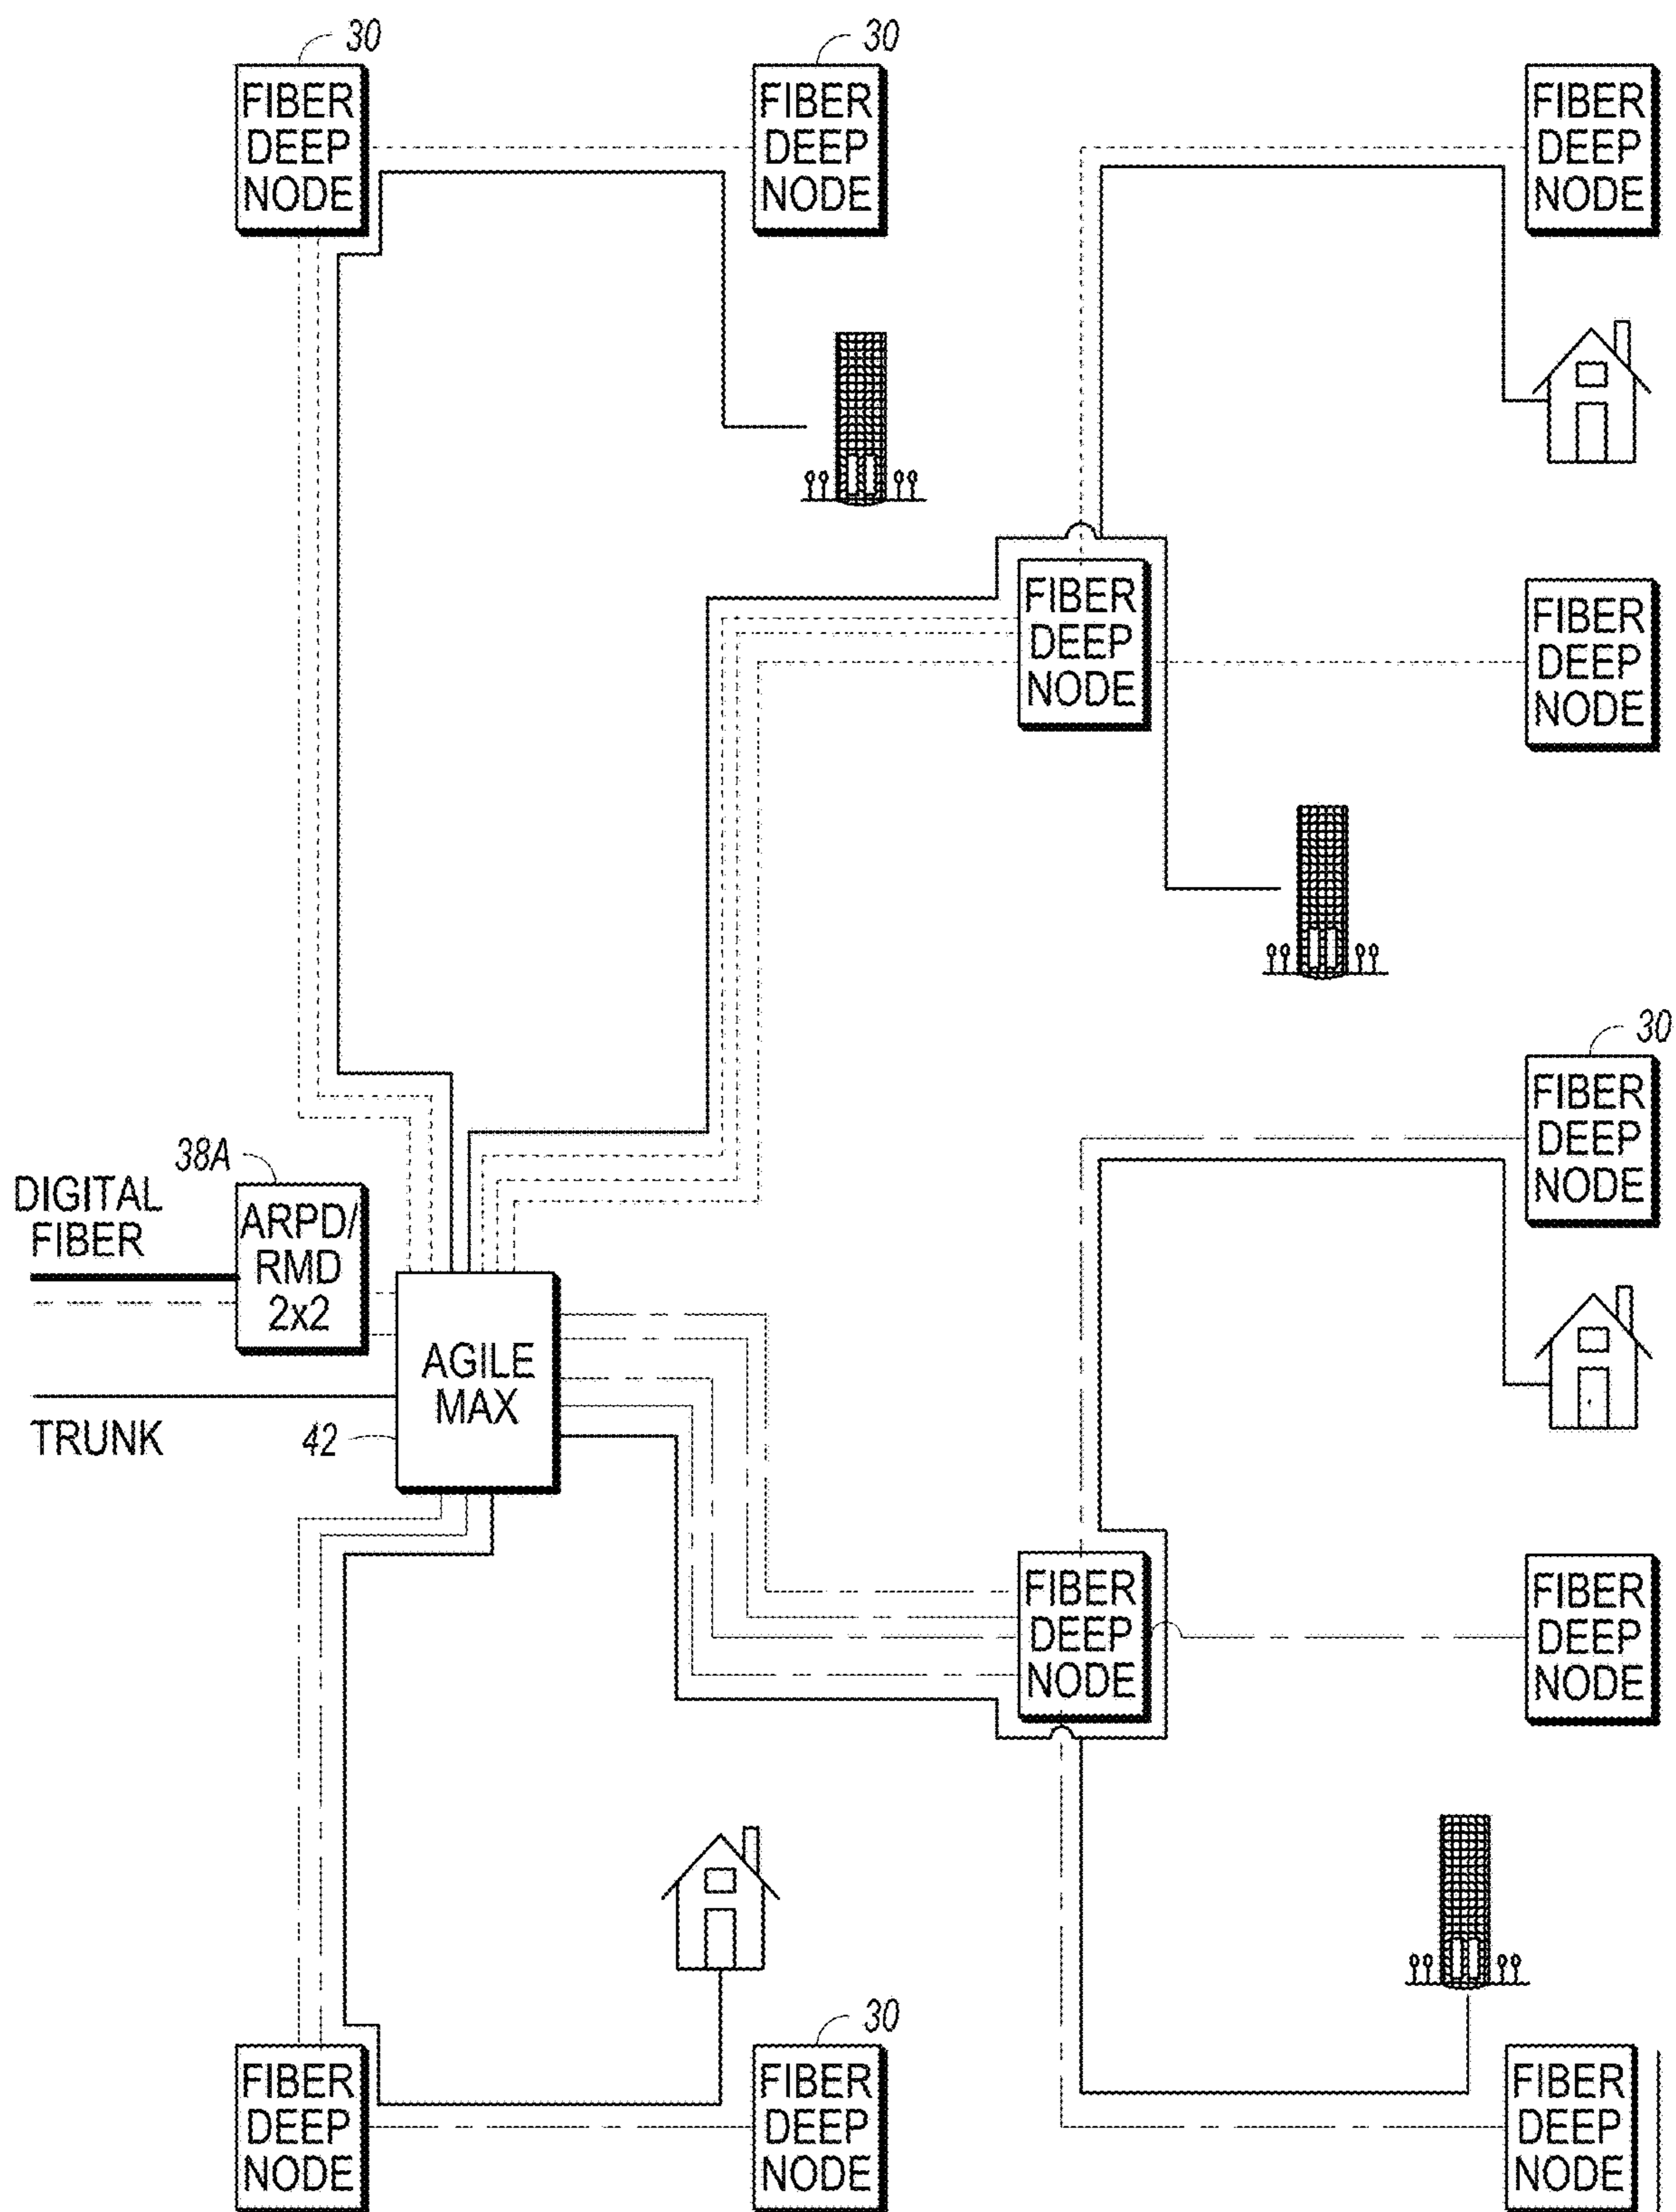 30
30
FIBER
DEEP
NODE
FIBER
DEEP
NODE
FIBER
DEEP
NODE
FIBER
DEEP
NODE
FIBER
DEEP
NODE
30
FIBER
DEEP
NODE
38A
DIGITAL
FIBER
ARPD/
RMD
2x2
AGILE
MAX
TRUNK
42
FIBER
DEEP
NODE
FIBER
DEEP
NODE
30
FIBER
DEEP
NODE
FIBER
DEEP
NODE
FIBER
DEEP
NODE